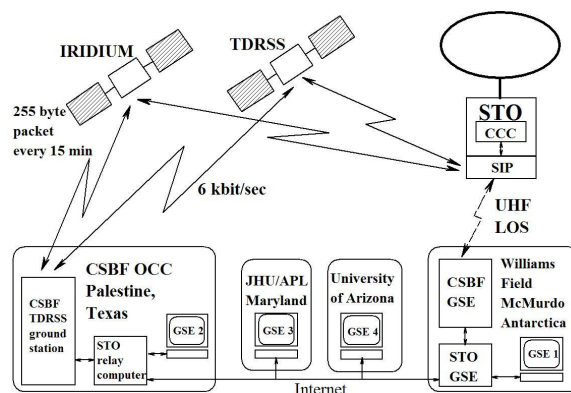 IRIDIUM
TDRSS
255 byte
packet
every 15 min
6 kbit/sec
STO
CCC
SIP
UHF
LOS
CSBF OCC
Palestine,
Texas
CSBF
TDRSS
ground
station
STO
relay
computer
GSE 2
JHU/APL
Maryland
GSE 3
University
of Arizona
GSE 4
CSBF
GSE
Williams
Field
McMurdo
Antarctica
STO
GSE
GSE 1
Internet